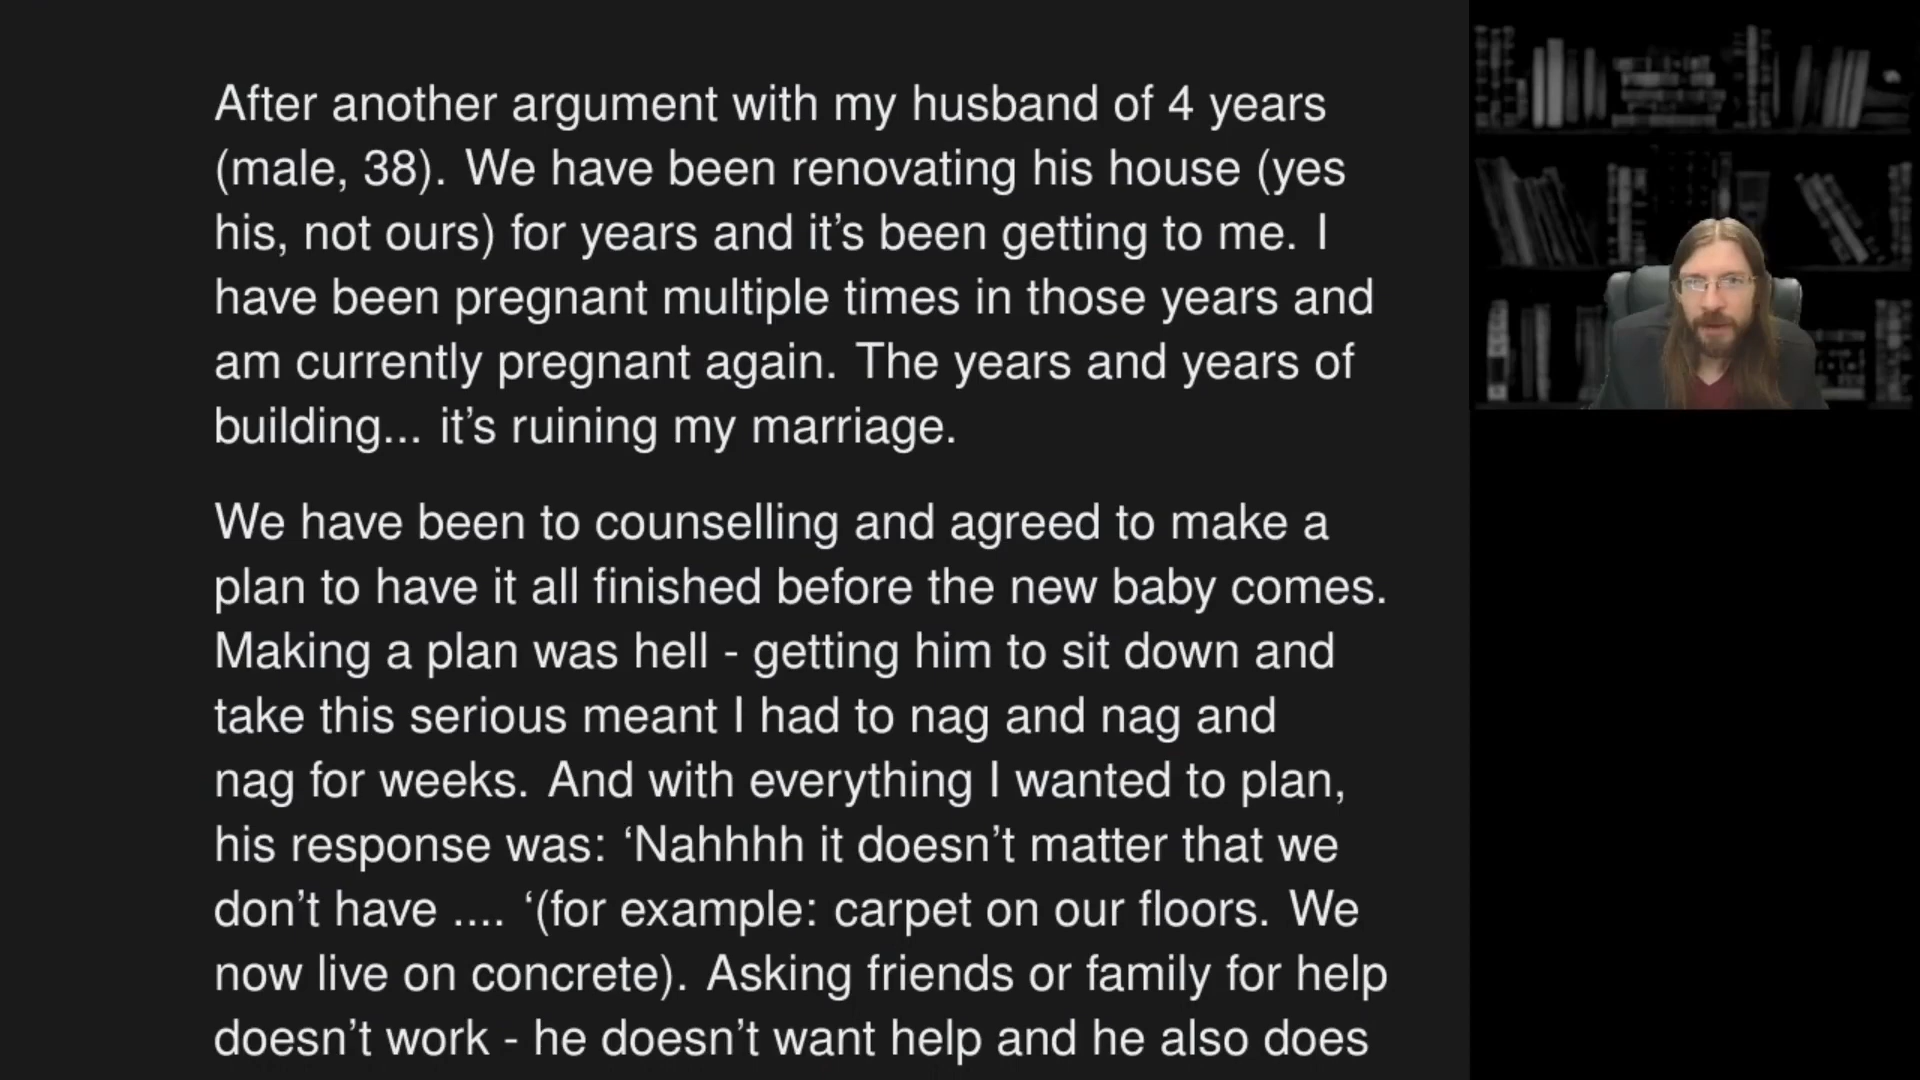 After another argument with my husband of 4 years
(male, 38). We have been renovating his house (yes
his, not ours) for years and it’s been getting to me. I
have been pregnant multiple times in those years and
am currently pregnant again. The years and years of
building... it’s ruining my marriage.
We have been to counselling and agreed to make a
plan to have it all finished before the new baby comes.
Making a plan was hell - getting him to sit down and
take this serious meant I had to nag and nag and
nag for weeks. And with everything I wanted to plan,
his response was: ‘Nahhhh it doesn’t matter that we
don’t have .... ‘(for example: carpet on our floors. We
now live on concrete). Asking friends or family for help
doesn’t work - he doesn’t want help and he also does